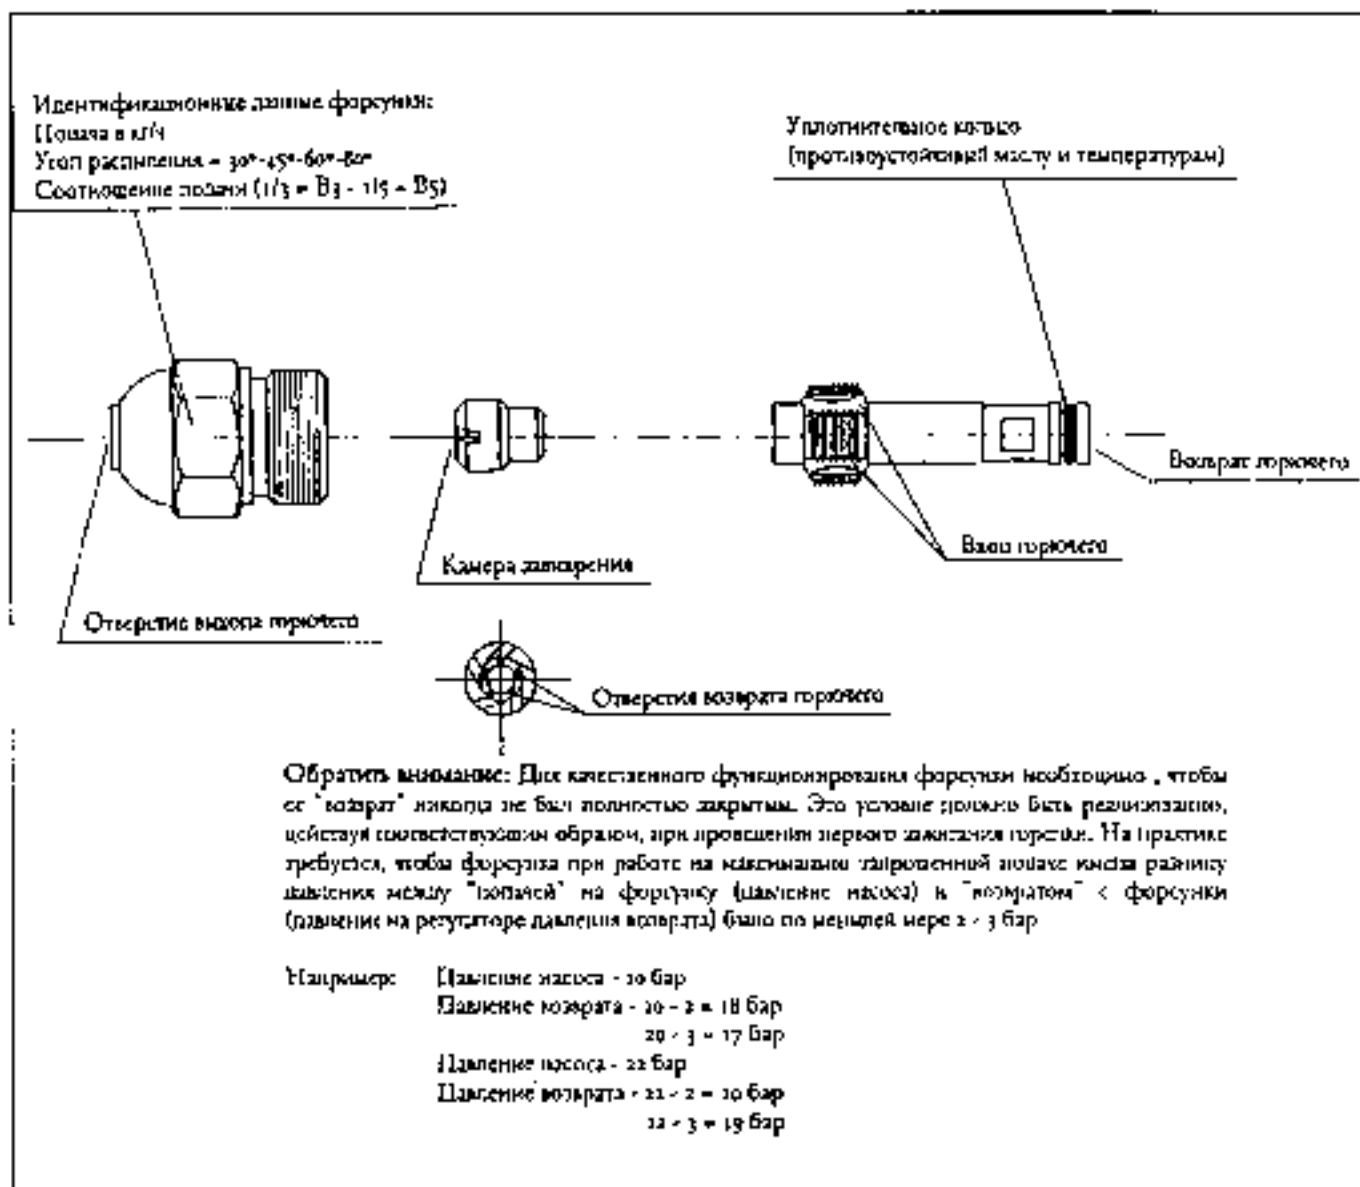 Идентификационные данные форсунки:
Подача в кг/ч
Угол распыления = 30°-45°-60°-80°
Соотношение подачи (1/3 = B3 - 1/5 = B5)
Уплотнительное кольцо
(противоустойчивый маслу и температурам)
Возврат горючего
Ввод горючего
Камера завихрения
Отверстие выхода горючего
Отверстия возврата горючего
Обратить внимание: Для качественного функционирования форсунки необходимо , чтобы
ее "возврат" никогда не был полностью закрытым. Это условие должно быть реализовано,
действуя соответствующим образом, при проведении первого зажигания горелки. На практике
требуется, чтобы форсунка при работе на максимальной запрошенной подаче имела разницу
давления между "подачей" на форсунку (давление насоса) и "возвратом" с форсунки
(давление на регуляторе давления возврата) было по меньшей мере 2 - 3 бар
Например: Давление насоса - 20 бар
Давление возврата - 20 - 2 = 18 бар
20 - 3 = 17 бар
Давление насоса - 22 бар
Давление возврата - 22 - 2 = 20 бар
22 - 3 = 19 бар